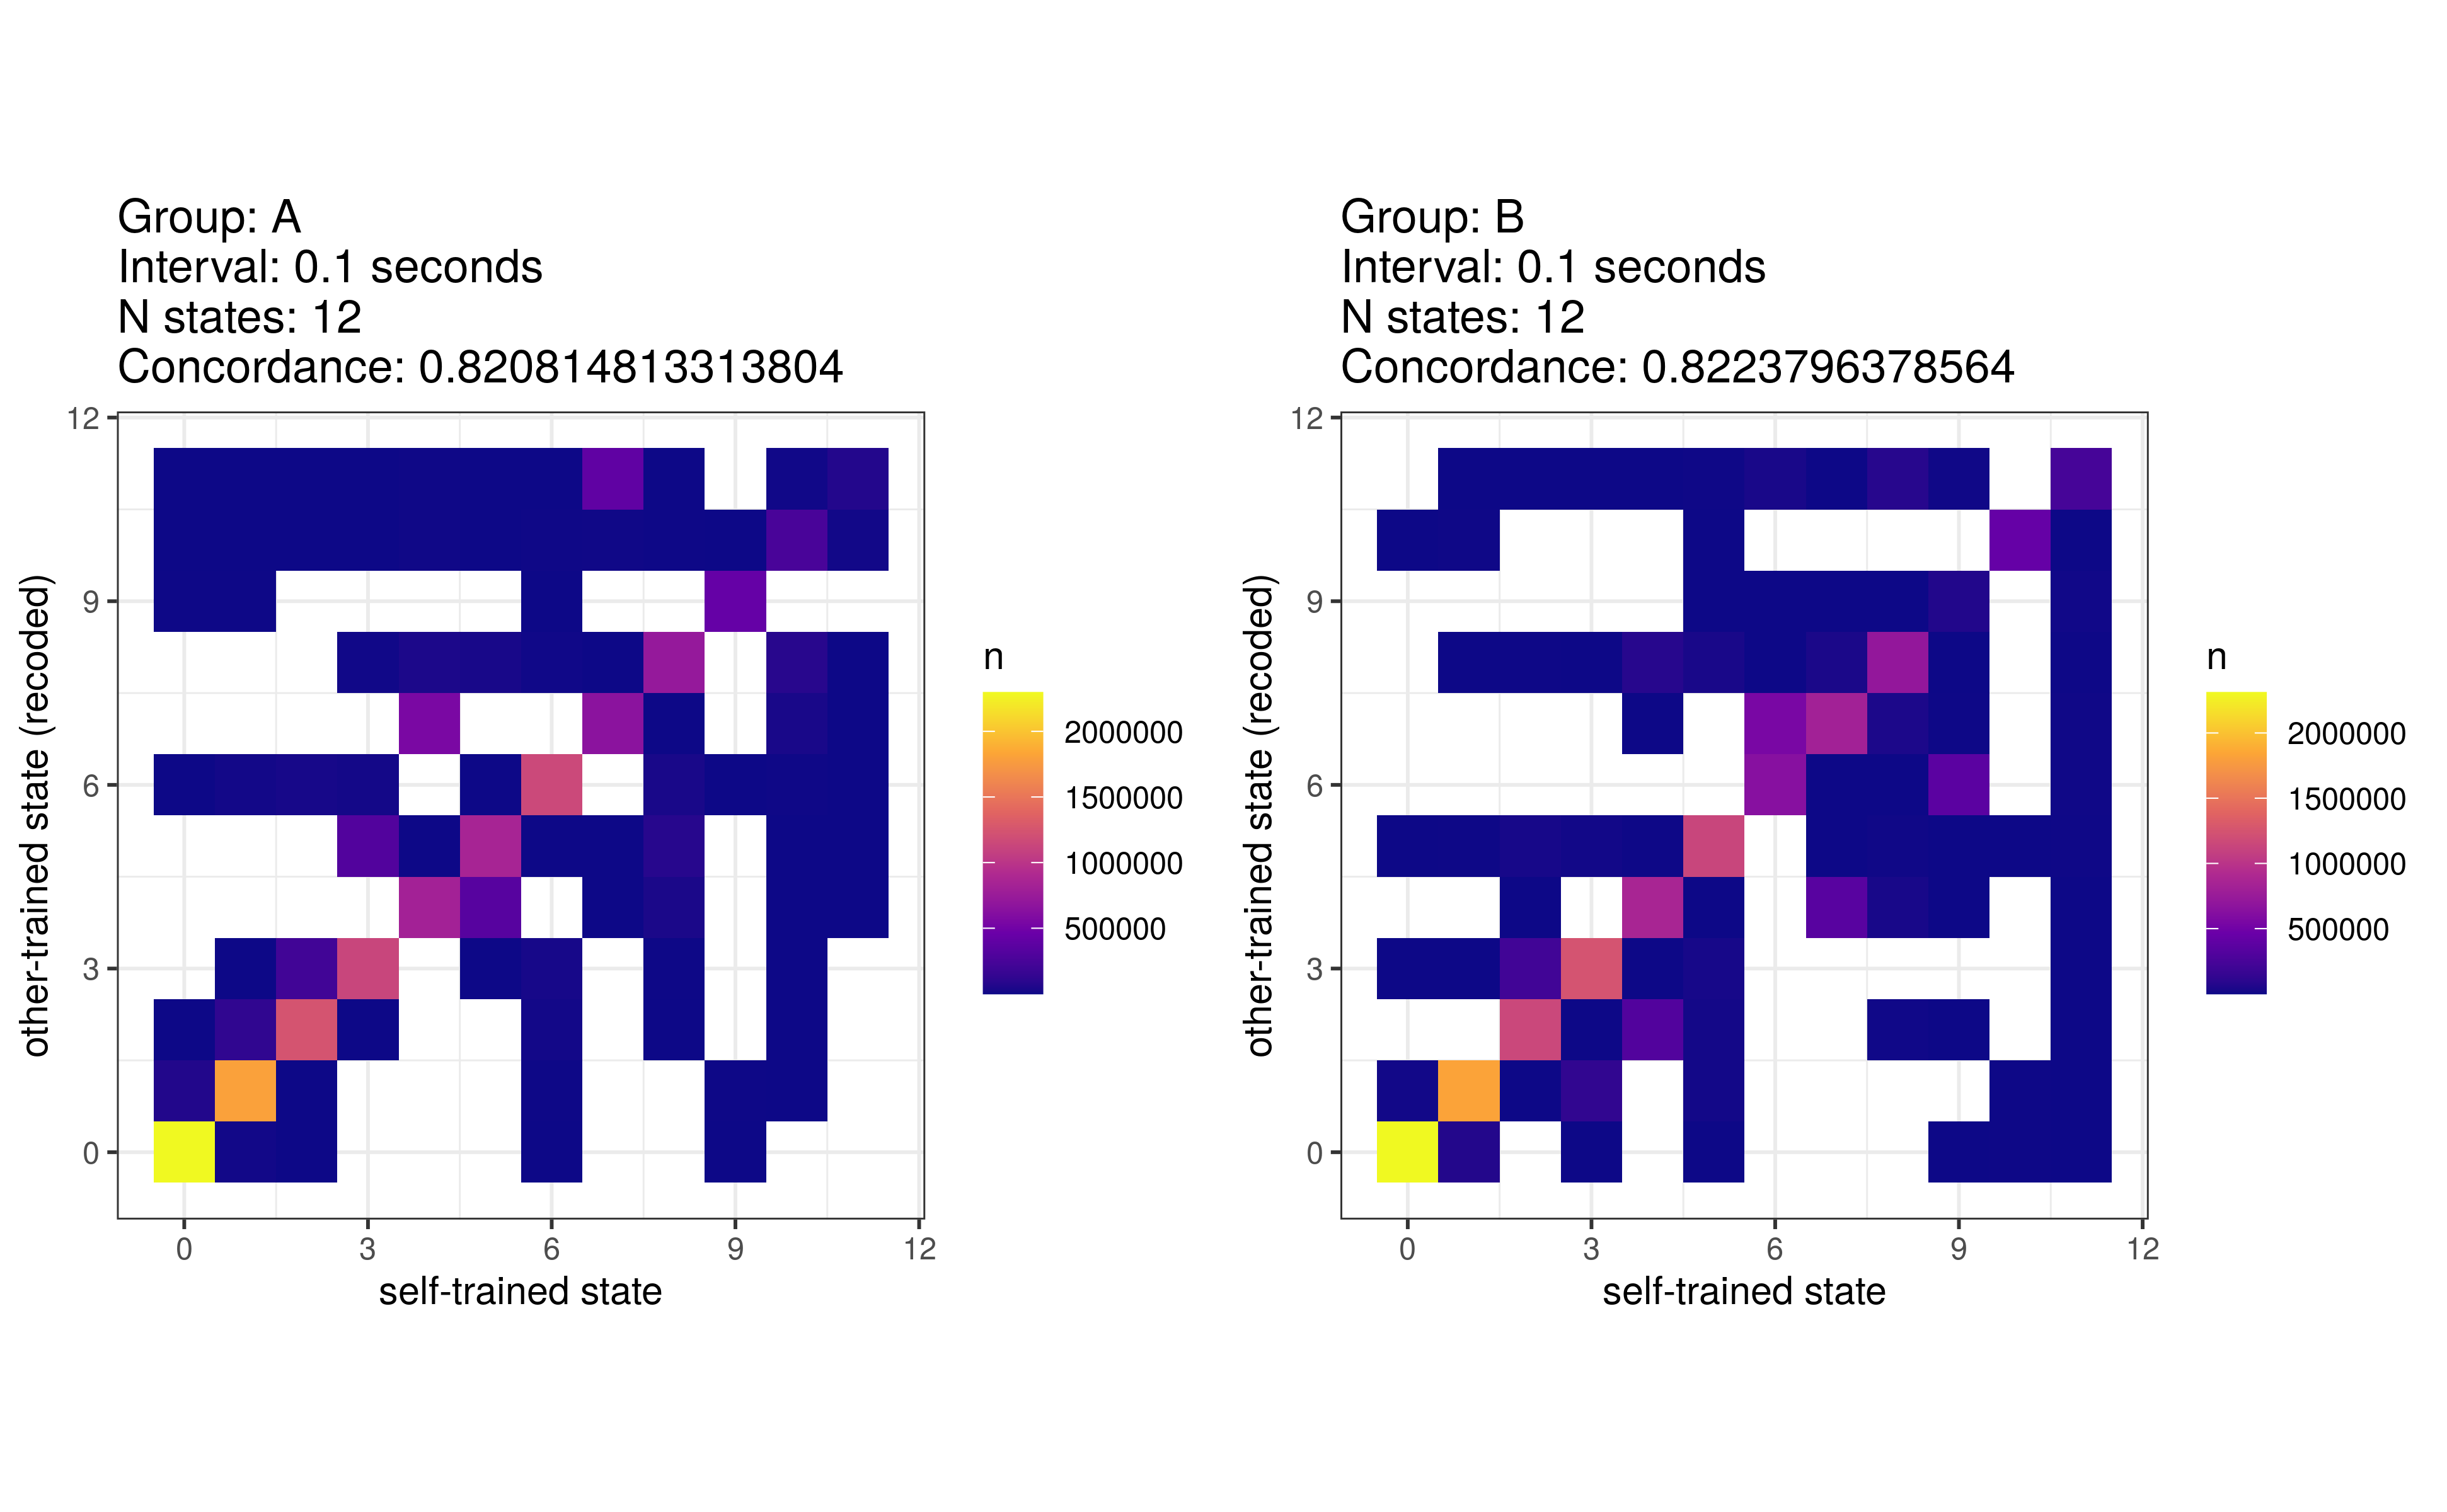 Group: A
Interval: 0.1 seconds
N states: 12
Concordance: 0.820814813313804
12
9
6
3
0
other-trained state (recoded)
0 3 6 9 12
self-trained state
n
2000000
1500000
1000000
500000
Group: B
Interval: 0.1 seconds
N states: 12
Concordance: 0.8223796378564
12
9
6
3
0
other-trained state (recoded)
0 3 6 9 12
self-trained state
n
2000000
1500000
1000000
500000